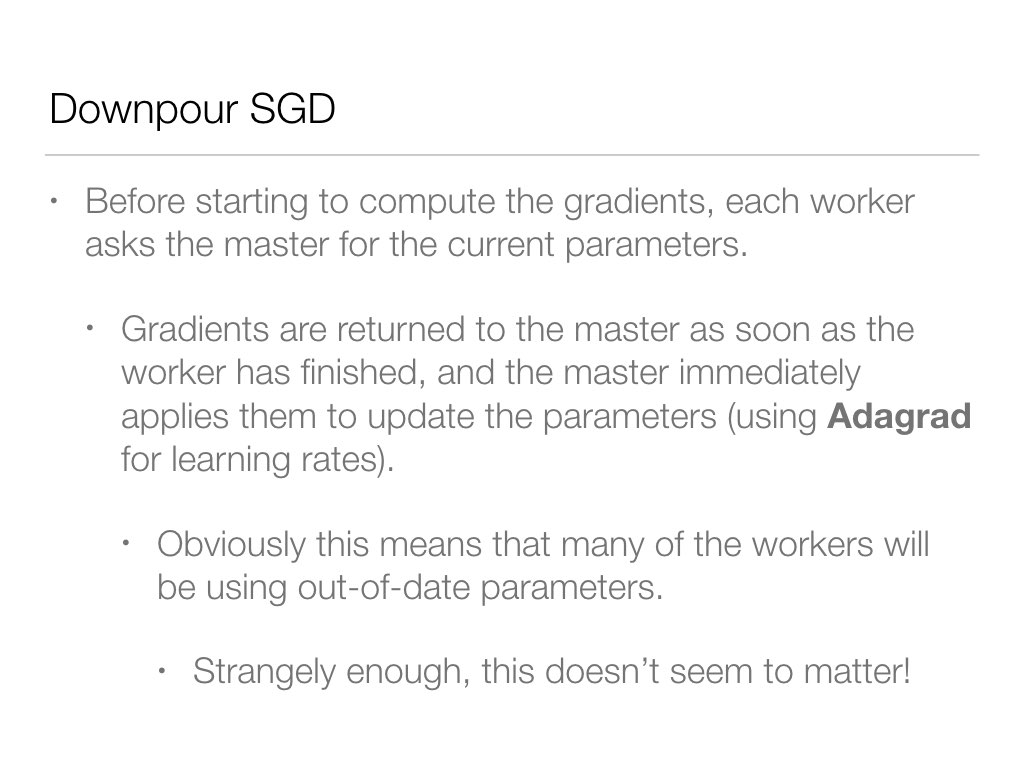 Downpour SGD
• Before starting to compute the gradients, each worker
asks the master for the current parameters.
• Gradients are returned to the master as soon as the
worker has finished, and the master immediately
applies them to update the parameters (using Adagrad
for learning rates).
• Obviously this means that many of the workers will
be using out-of-date parameters.
• Strangely enough, this doesn’t seem to matter!